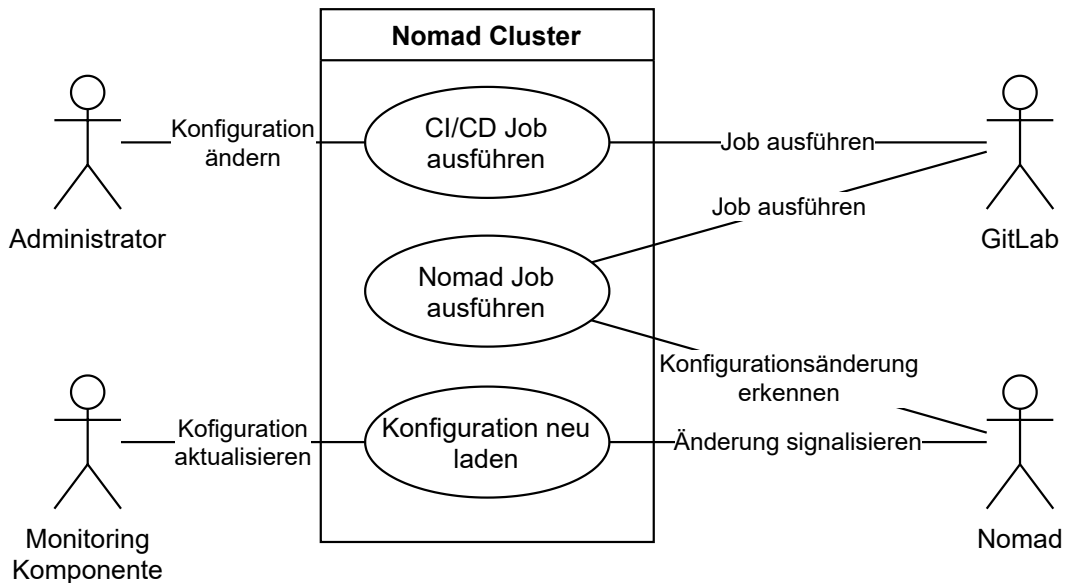 Nomad Cluster
Konfiguration
ändern
CI/CD Job
ausführen
Job ausführen
Administrator
Job ausführen
GitLab
Nomad Job
ausführen
Konfigurationsänderung
erkennen
Kofiguration
aktualisieren
Konfiguration neu
laden
Änderung signalisieren
Monitoring
Komponente
Nomad